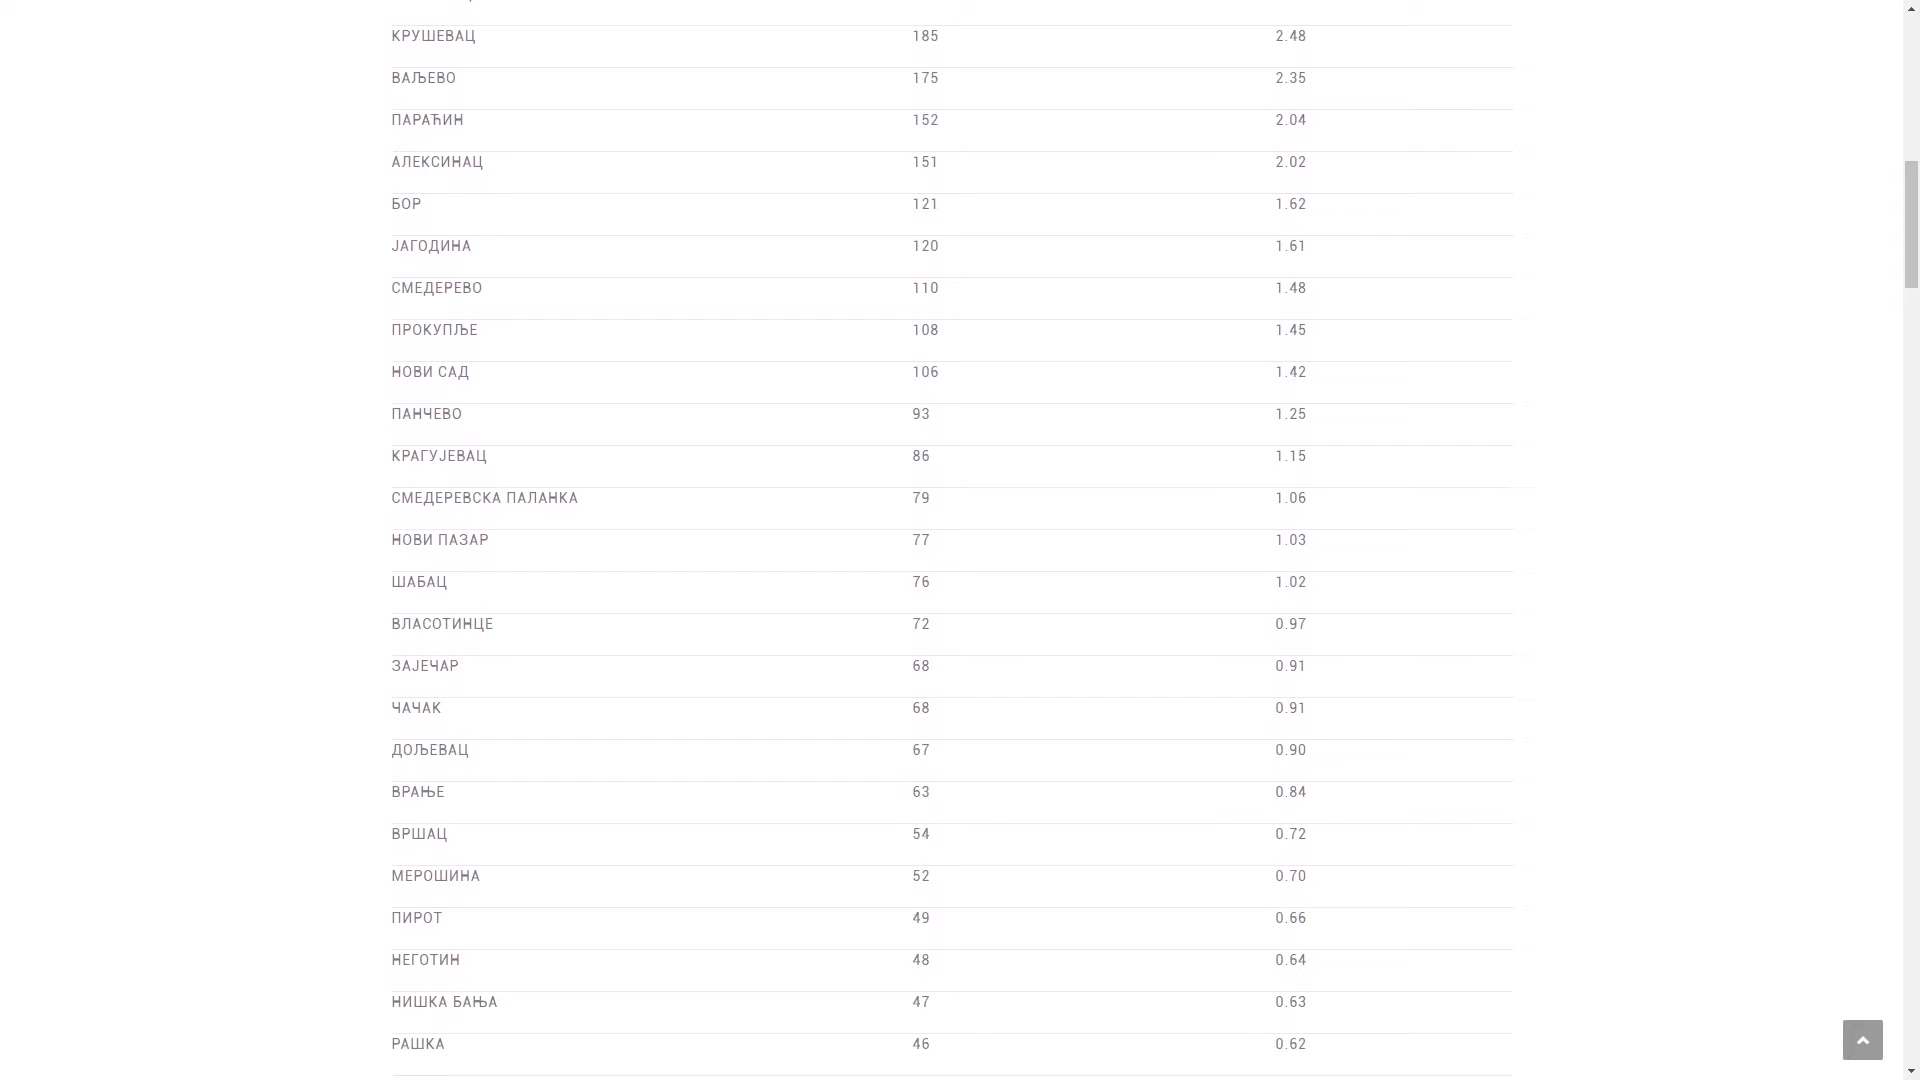 КРУШЕВАЦ 185 2.48
ВАЉЕВО 175 2.35
ПАРАЋИН 152 2.04
АЛЕКСИНАЦ 151 2.02
БОР 121 1.62
ЈАГОДИНА 120 1.61
СМЕДЕРЕВО 110 1.48
ПРОКУПЉЕ 108 1.45
НОВИ САД 106 1.42
ПАНЧЕВО 93 1.25
КРАГУЈЕВАЦ 86 1.15
СМЕДЕРЕВСКА ПАЛАНКА 79 1.06
НОВИ ПАЗАР 77 1.03
ШАБАЦ 76 1.02
ВЛАСОТИНЦЕ 72 0.97
ЗАЈЕЧАР 68 0.91
ЧАЧАК 68 0.91
ДОЉЕВАЦ 67 0.90
ВРАЊЕ 63 0.84
ВРШАЦ 54 0.72
МЕРОШИНА 52 0.70
ПИРОТ 49 0.66
НЕГОТИН 48 0.64
НИШКА БАЊА 47 0.63
РАШКА 46 0.62